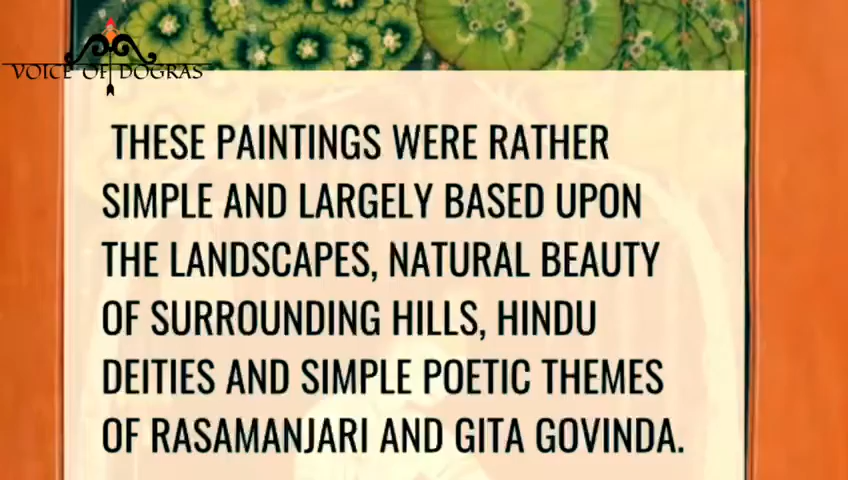 VOICE OF DOGRAS
THESE PAINTINGS WERE RATHER
SIMPLE AND LARGELY BASED UPON
THE LANDSCAPES, NATURAL BEAUTY
OF SURROUNDING HILLS, HINDU
DEITIES AND SIMPLE POETIC THEMES
OF RASAMANJARI AND GITA GOVINDA.